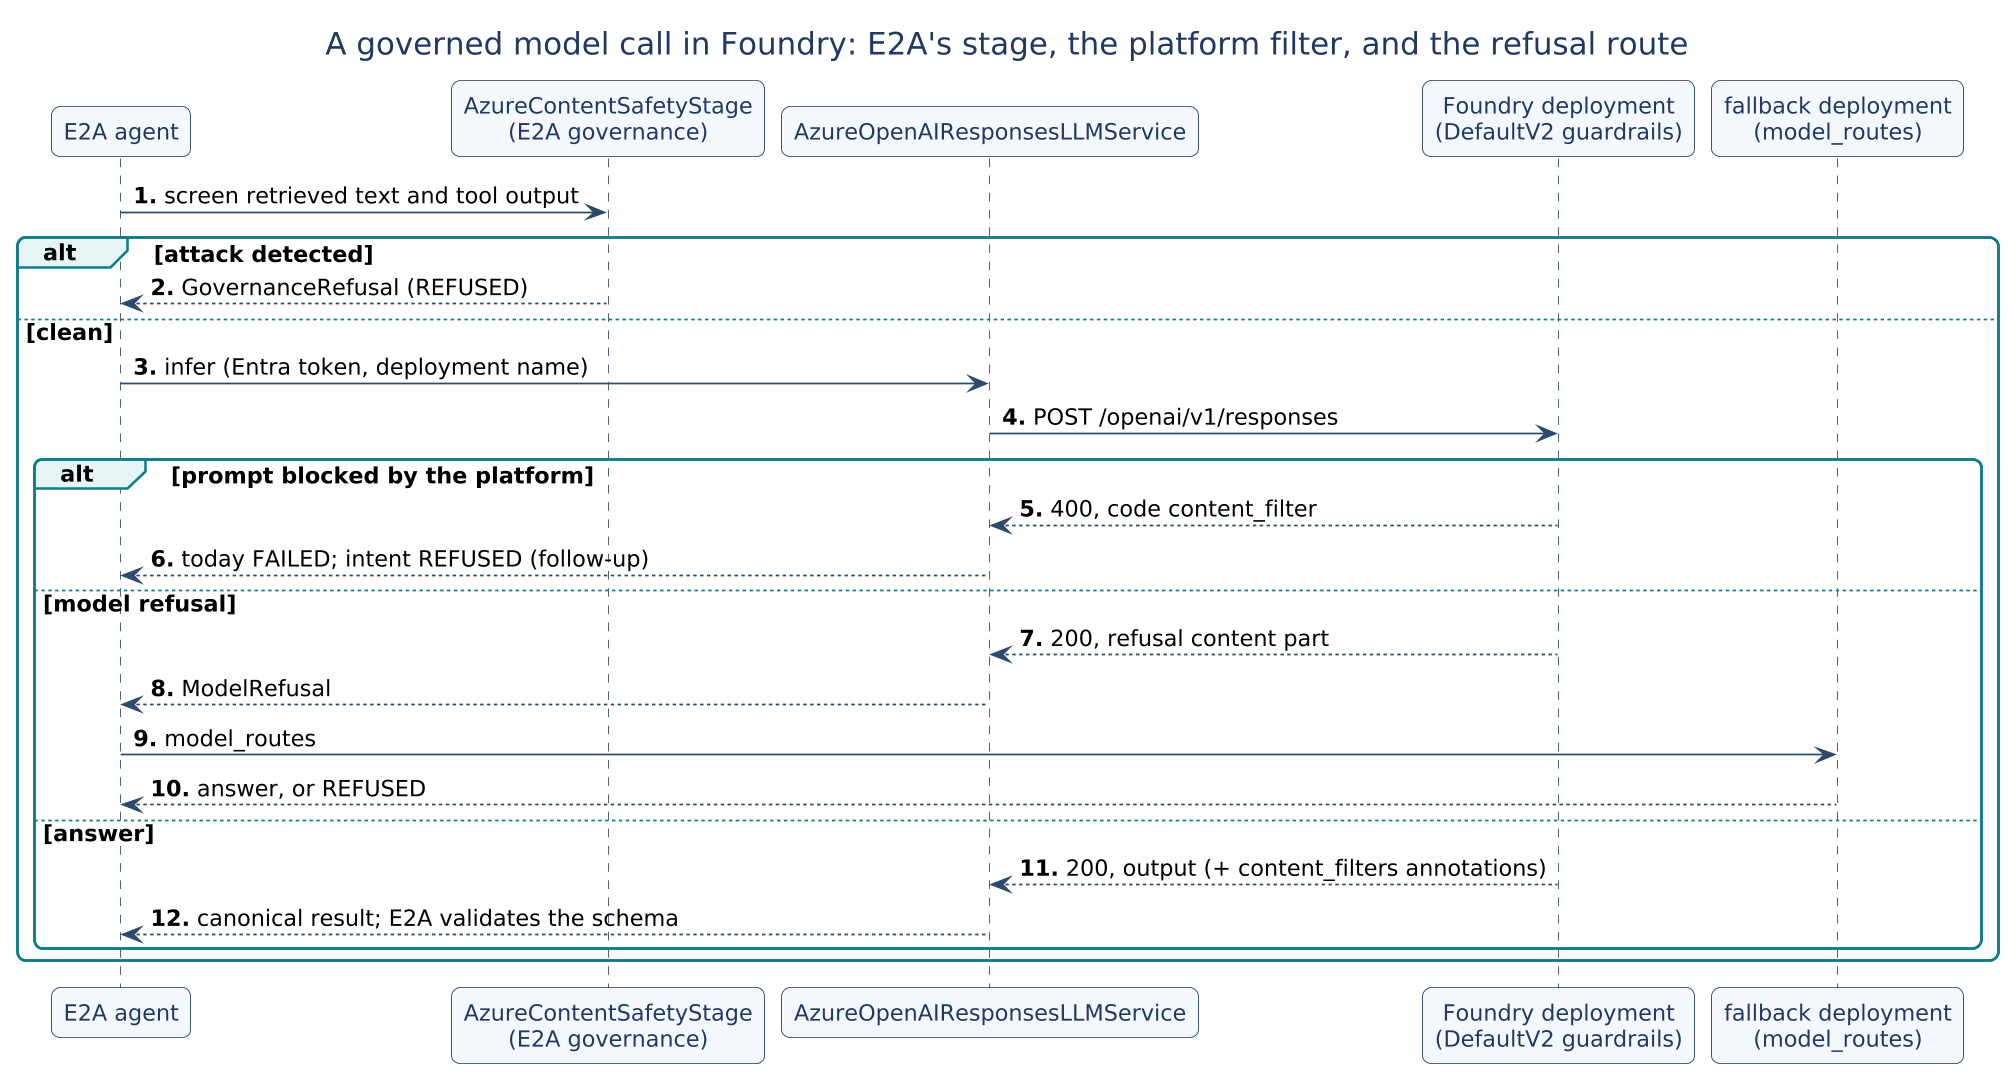 A governed model call in Foundry: E2A's stage, the platform filter, and the refusal route
E2A agent
AzureContentSafetyStage
(E2A governance)
AzureOpenAIResponsesLLMService
Foundry deployment
(DefaultV2 guardrails)
fallback deployment
(model_routes)
1. screen retrieved text and tool output
alt [attack detected]
2. GovernanceRefusal (REFUSED)
[clean]
3. infer (Entra token, deployment name)
4. POST /openai/v1/responses
alt [prompt blocked by the platform]
5. 400, code content_filter
6. today FAILED; intent REFUSED (follow-up)
[model refusal]
7. 200, refusal content part
8. ModelRefusal
9. model_routes
10. answer, or REFUSED
[answer]
11. 200, output (+ content_filters annotations)
12. canonical result; E2A validates the schema
E2A agent
AzureContentSafetyStage
(E2A governance)
AzureOpenAIResponsesLLMService
Foundry deployment
(DefaultV2 guardrails)
fallback deployment
(model_routes)